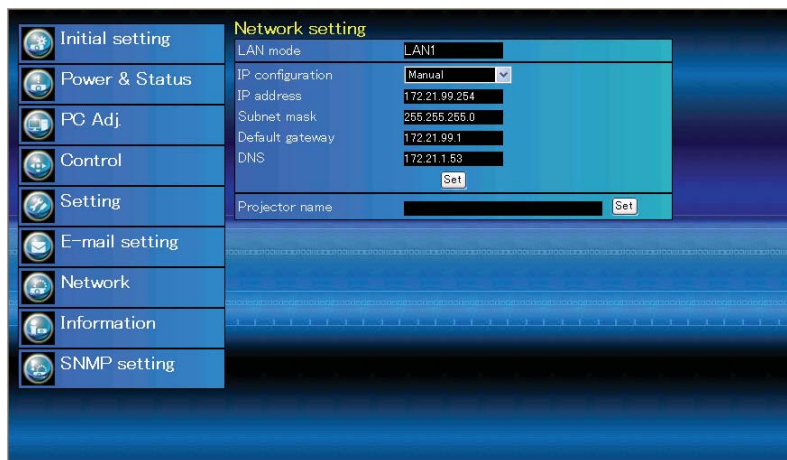 Initial setting
Power & Status
PC Adj.
Control
Setting
E-mail setting
Network
Information
SNMP setting
Network setting
LAN mode LAN1
IP configuration Manual
IP address 172.21.99.254
Subnet mask 255.255.255.0
Default gateway 172.21.99.1
DNS 172.21.1.53
Set
Projector name Set